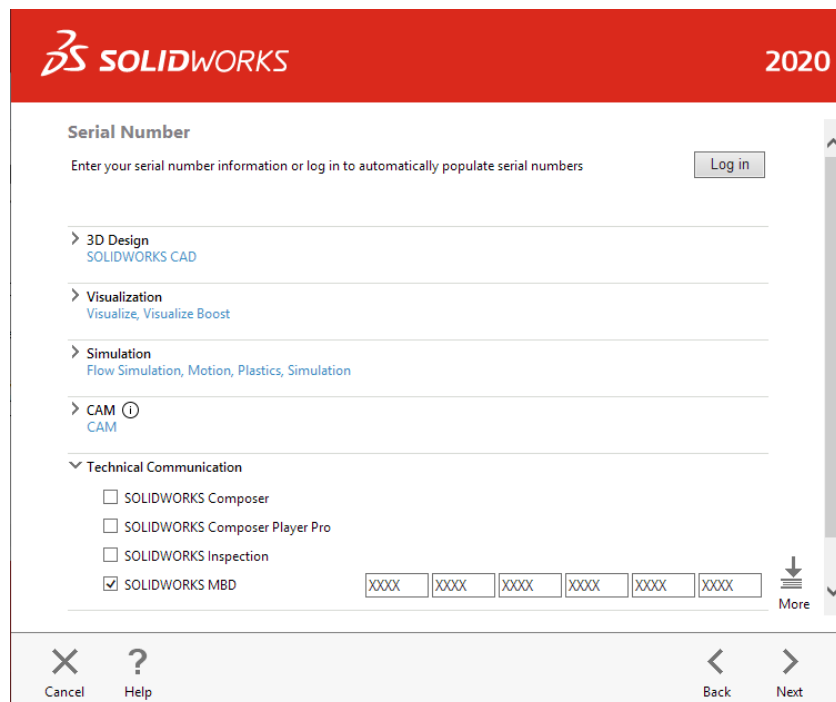 3S SOLIDWORKS 2020
Serial Number
Enter your serial number information or log in to automatically populate serial numbers Log in
3D Design
SOLIDWORKS CAD
Visualization
Visualize, Visualize Boost
Simulation
Flow Simulation, Motion, Plastics, Simulation
CAM i
CAM
Technical Communication
SOLIDWORKS Composer
SOLIDWORKS Composer Player Pro
SOLIDWORKS Inspection
SOLIDWORKS MBD XXXX XXXX XXXX XXXX XXXX XXXX
More
? 
Cancel Help Back Next